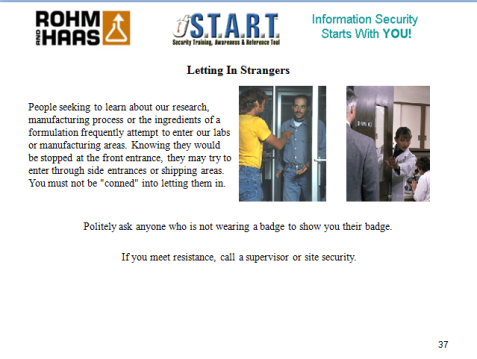 ROHM AND HAAS
iS.T.A.R.T.
Security Training, Awareness & Reference Tool
Information Security
Starts With YOU!
Letting In Strangers
People seeking to learn about our research,
manufacturing process or the ingredients of a
formulation frequently attempt to enter our labs
or manufacturing areas. Knowing they would
be stopped at the front entrance, they may try to
enter through side entrances or shipping areas.
You must not be "conned" into letting them in.
Politely ask anyone who is not wearing a badge to show you their badge.
If you meet resistance, call a supervisor or site security.
37